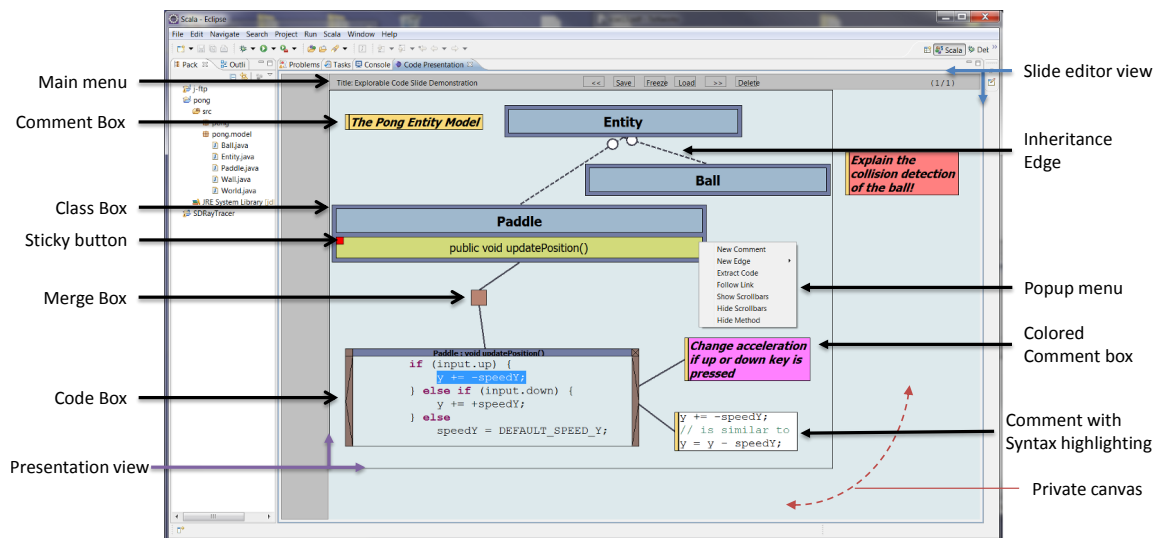 Scala - Eclipse
File Edit Navigate Search Project Run Scala Window Help
Scala
Pack
Outli
Problems
Tasks
Console
Code Presentation
Main menu
Comment Box
Class Box
Sticky button
Merge Box
Code Box
Presentation view
j-ftp
pong
src
pong
pong.model
Ball.java
Entity.java
Paddle.java
Wall.java
World.java
JRE System Library
SDRayTracer
Title: Explorable Code Slide Demonstration
<<
Save
Freeze
Load
>>
Delete
(1/1)
The Pong Entity Model
Entity
Ball
Explain the
collision detection
of the ball!
Paddle
public void updatePosition()
New Comment
New Edge
Extract Code
Follow Link
Show Scrollbars
Hide Scrollbars
Hide Method
Paddle : void updatePosition()
if (input.up) {
y += -speedY;
} else if (input.down) {
y += +speedY;
} else
speedY = DEFAULT_SPEED_Y;
Change acceleration
if up or down key is
pressed
y += -speedY;
// is similar to
y = y - speedY;
Slide editor view
Inheritance
Edge
Popup menu
Colored
Comment box
Comment with
Syntax highlighting
Private canvas